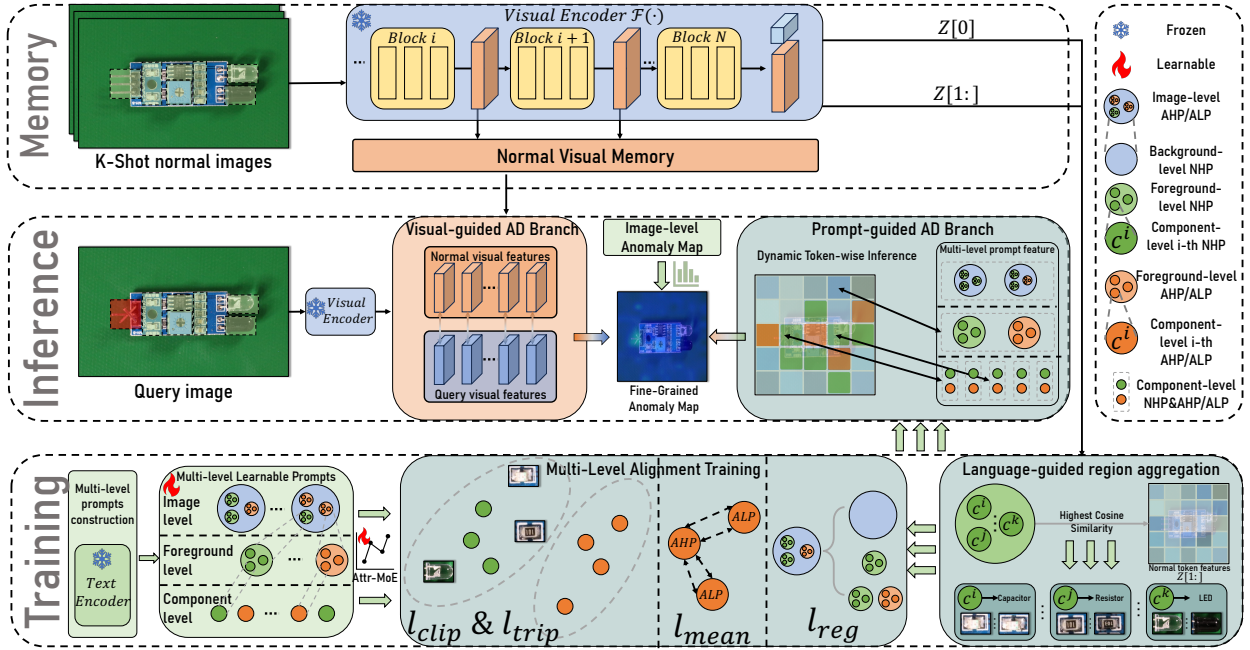 Memory
K-Shot normal images
Visual Encoder ℱ(·)
Block i
Block i + 1
Block N
...
...
Normal Visual Memory
Z[0]
Z[1:]
Inference
Query image
Visual
Encoder
Visual-guided AD Branch
Normal visual features
...
...
Query visual features
Image-level
Anomaly Map
Fine-Grained
Anomaly Map
Prompt-guided AD Branch
Dynamic Token-wise Inference
Multi-level prompt feature
Training
Multi-level
prompts
construction
Text
Encoder
Multi-level Learnable Prompts
Image
level
...
Foreground
level
...
Component
level
...
Attr-MoE
Multi-Level Alignment Training
l_clip & l_trip
ALP
AHP
ALP
l_mean
l_reg
Language-guided region aggregation
c^i
c^k
c^j
Highest Cosine
Similarity
Normal token features
Z[1:]
c^i
Capacitor
c^j
Resistor
c^k
LED
Frozen
Learnable
Image-level
AHP/ALP
Background-
level NHP
Foreground-
level NHP
c^i
Component-
level i-th NHP
Foreground-level
AHP/ALP
c^i
Component-
level i-th
AHP/ALP
Component-level
NHP&AHP/ALP